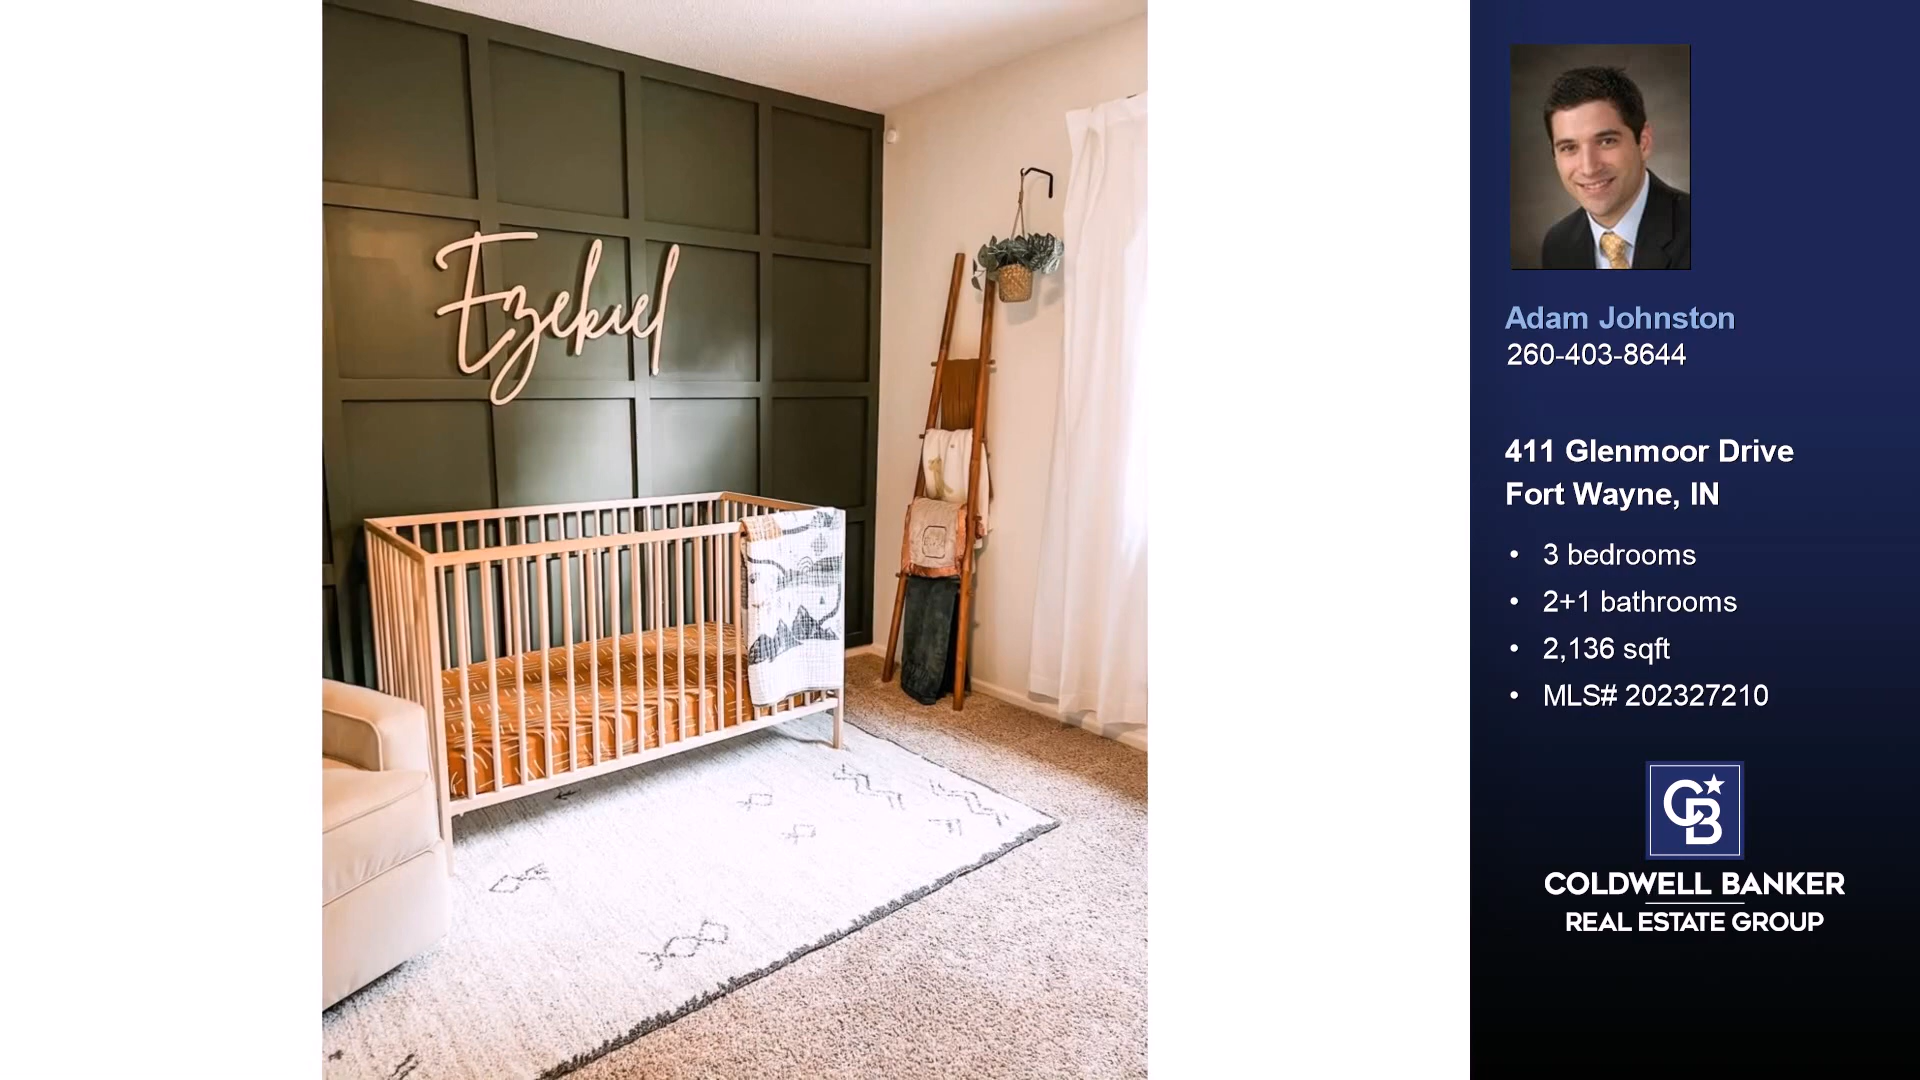 Ezekiel
Adam Johnston
260-403-8644
411 Glenmoor Drive
Fort Wayne, IN
• 3 bedrooms
• 2+1 bathrooms
• 2,136 sqft
• MLS# 202327210
CB
COLDWELL BANKER
REAL ESTATE GROUP